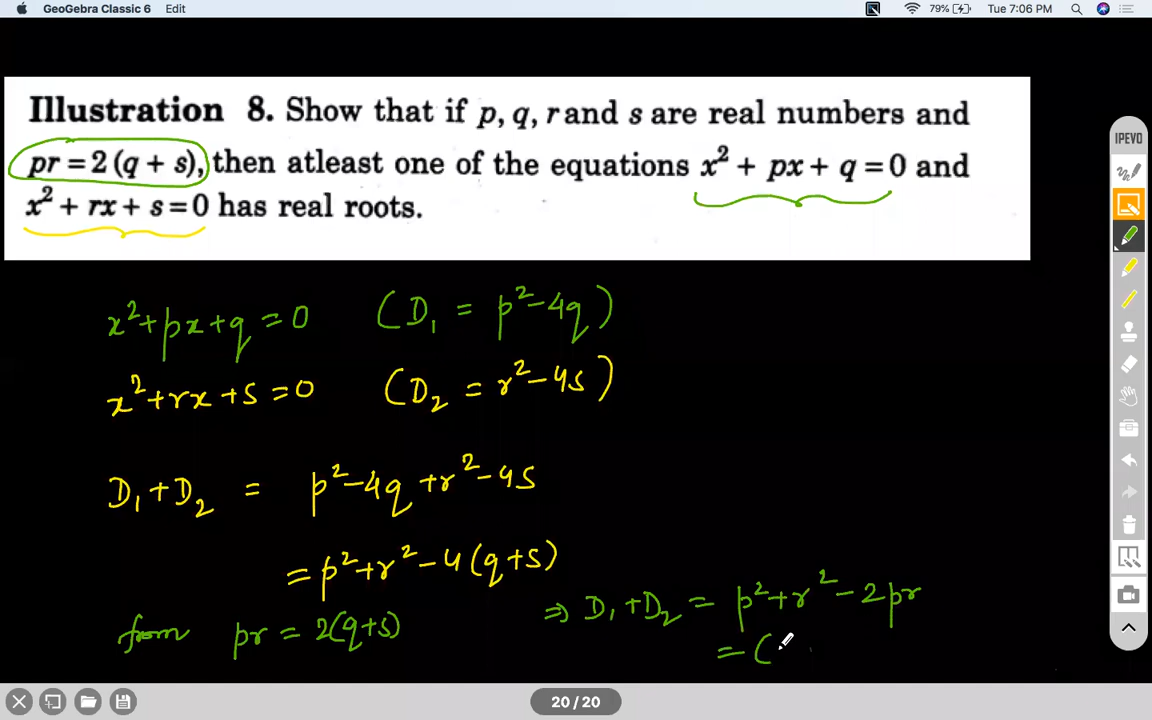 GeoGebra Classic 6 Edit 79% Tue 7:06 PM
Illustration 8. Show that if p, q, r and s are real numbers and
pr = 2 (q + s), then atleast one of the equations x² + px + q = 0 and
x² + rx + s = 0 has real roots.
IPEVO
x²+px+q = 0 (D₁ = p²-4q)
x²+rx+s = 0 (D₂ = r²-4s)
D₁+D₂ = p²-4q+r²-4s
= p²+r²-4(q+s)
from pr = 2(q+s) ⇒ D₁+D₂ = p²+r²-2pr
= (
20 / 20